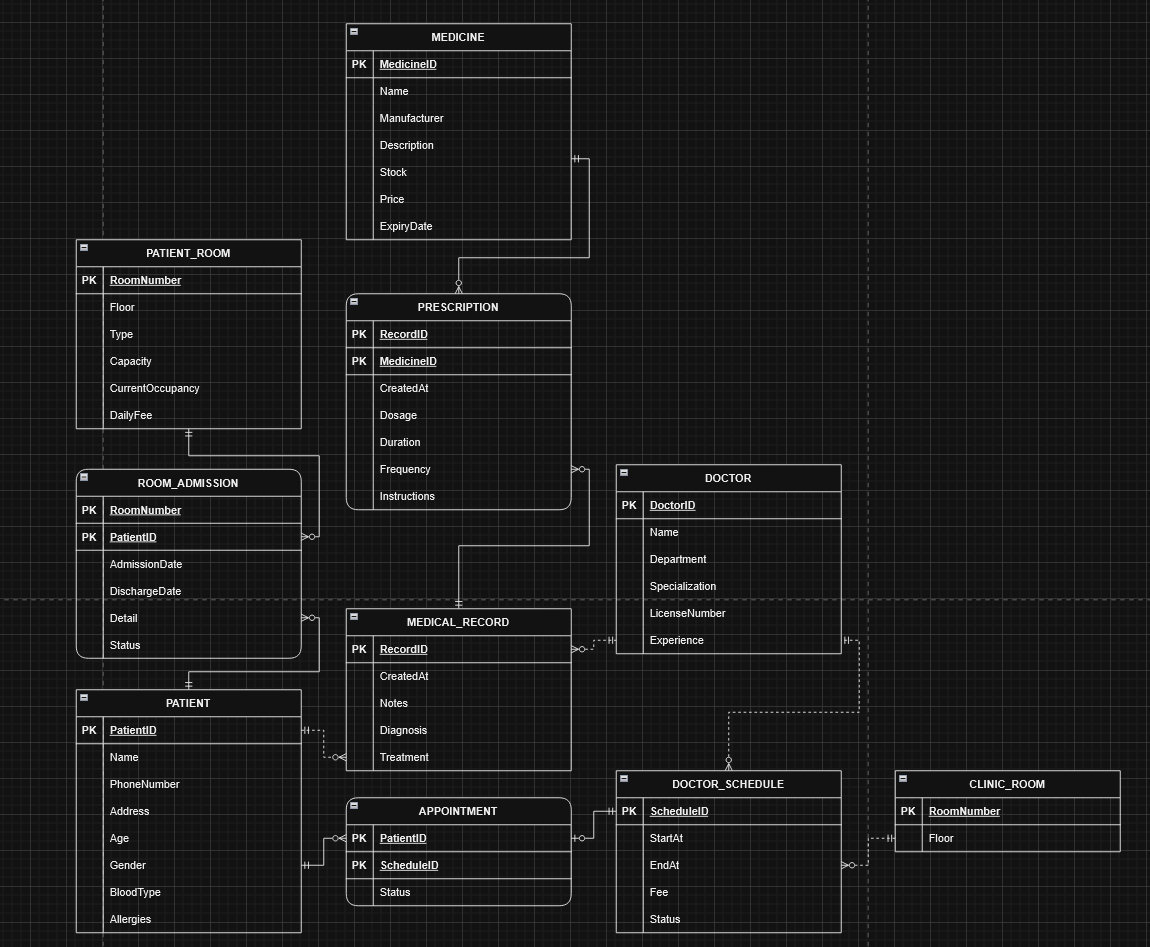 MEDICINE
PK MedicineID
Name
Manufacturer
Description
Stock
Price
ExpiryDate
PATIENT_ROOM
PK RoomNumber
Floor
Type
Capacity
CurrentOccupancy
DailyFee
PRESCRIPTION
PK RecordID
PK MedicineID
CreatedAt
Dosage
Duration
Frequency
Instructions
ROOM_ADMISSION
PK RoomNumber
PK PatientID
AdmissionDate
DischargeDate
Detail
Status
DOCTOR
PK DoctorID
Name
Department
Specialization
LicenseNumber
Experience
MEDICAL_RECORD
PK RecordID
CreatedAt
Notes
Diagnosis
Treatment
PATIENT
PK PatientID
Name
PhoneNumber
Address
Age
Gender
BloodType
Allergies
APPOINTMENT
PK PatientID
PK ScheduleID
Status
DOCTOR_SCHEDULE
PK ScheduleID
StartAt
EndAt
Fee
Status
CLINIC_ROOM
PK RoomNumber
Floor